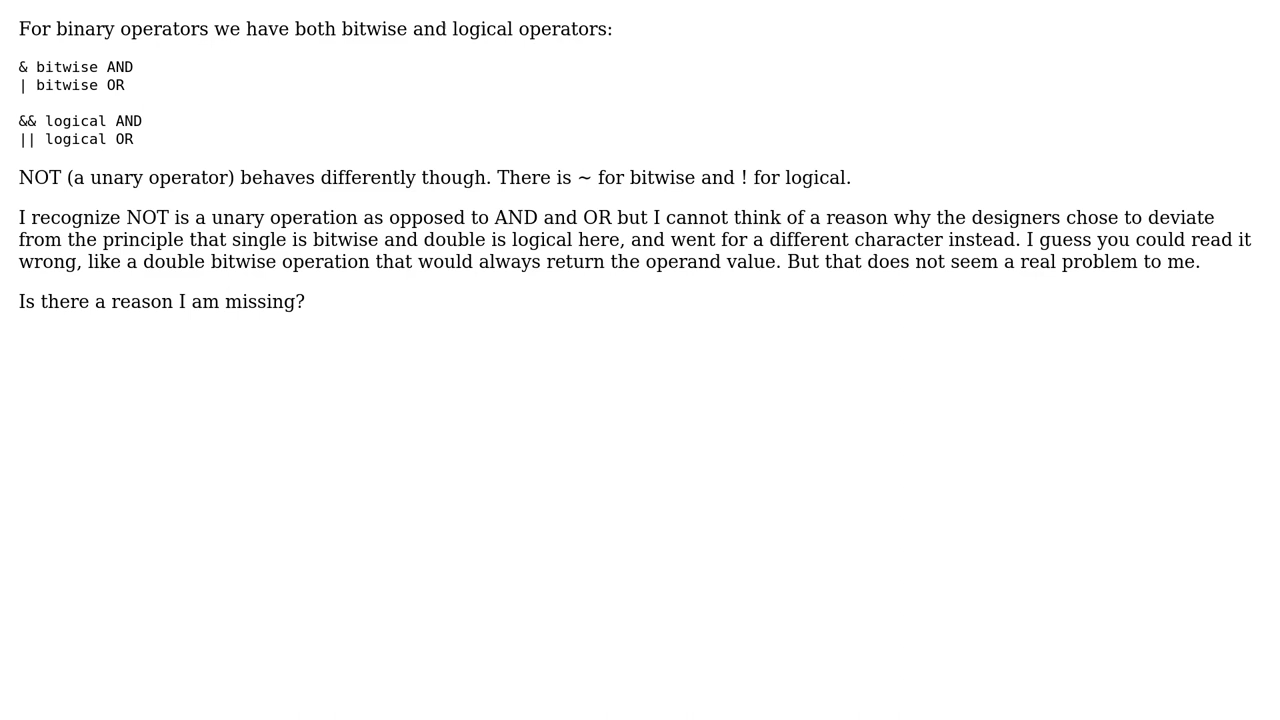 For binary operators we have both bitwise and logical operators:
& bitwise AND
| bitwise OR
&& logical AND
|| logical OR
NOT (a unary operator) behaves differently though. There is ~ for bitwise and ! for logical.
I recognize NOT is a unary operation as opposed to AND and OR but I cannot think of a reason why the designers chose to deviate
from the principle that single is bitwise and double is logical here, and went for a different character instead. I guess you could read it
wrong, like a double bitwise operation that would always return the operand value. But that does not seem a real problem to me.
Is there a reason I am missing?